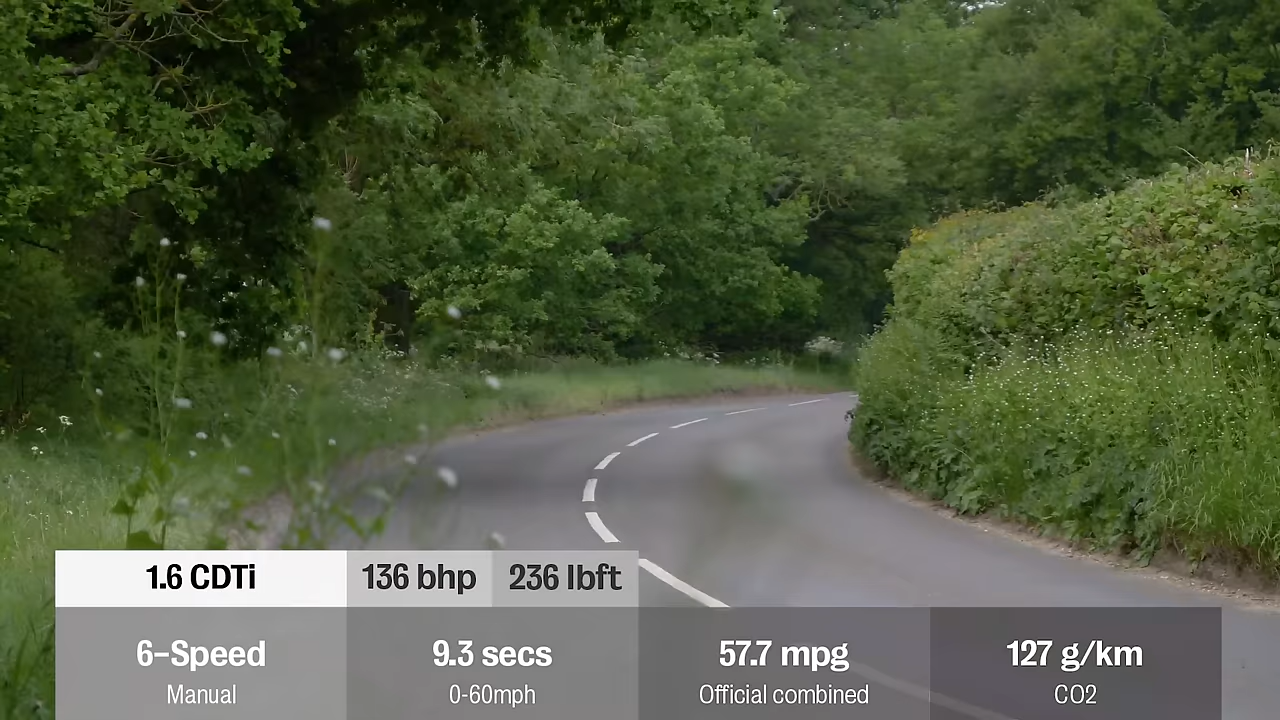 1.6 CDTi 136 bhp 236 lbft
6-Speed 9.3 secs 57.7 mpg 127 g/km
Manual 0-60mph Official combined CO2